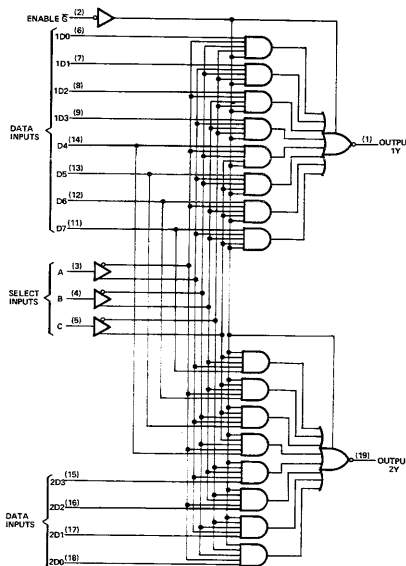 ENABLE G̅ (2)
1D0 (6)
1D1 (7)
1D2 (8)
1D3 (9)
DATA INPUTS
D4 (14)
D5 (13)
D6 (12)
D7 (11)
(1) OUTPUT 1Y
SELECT INPUTS
A (3)
B (4)
C (5)
(19) OUTPUT 2Y
DATA INPUTS
2D3 (15)
2D2 (16)
2D1 (17)
2D0 (18)